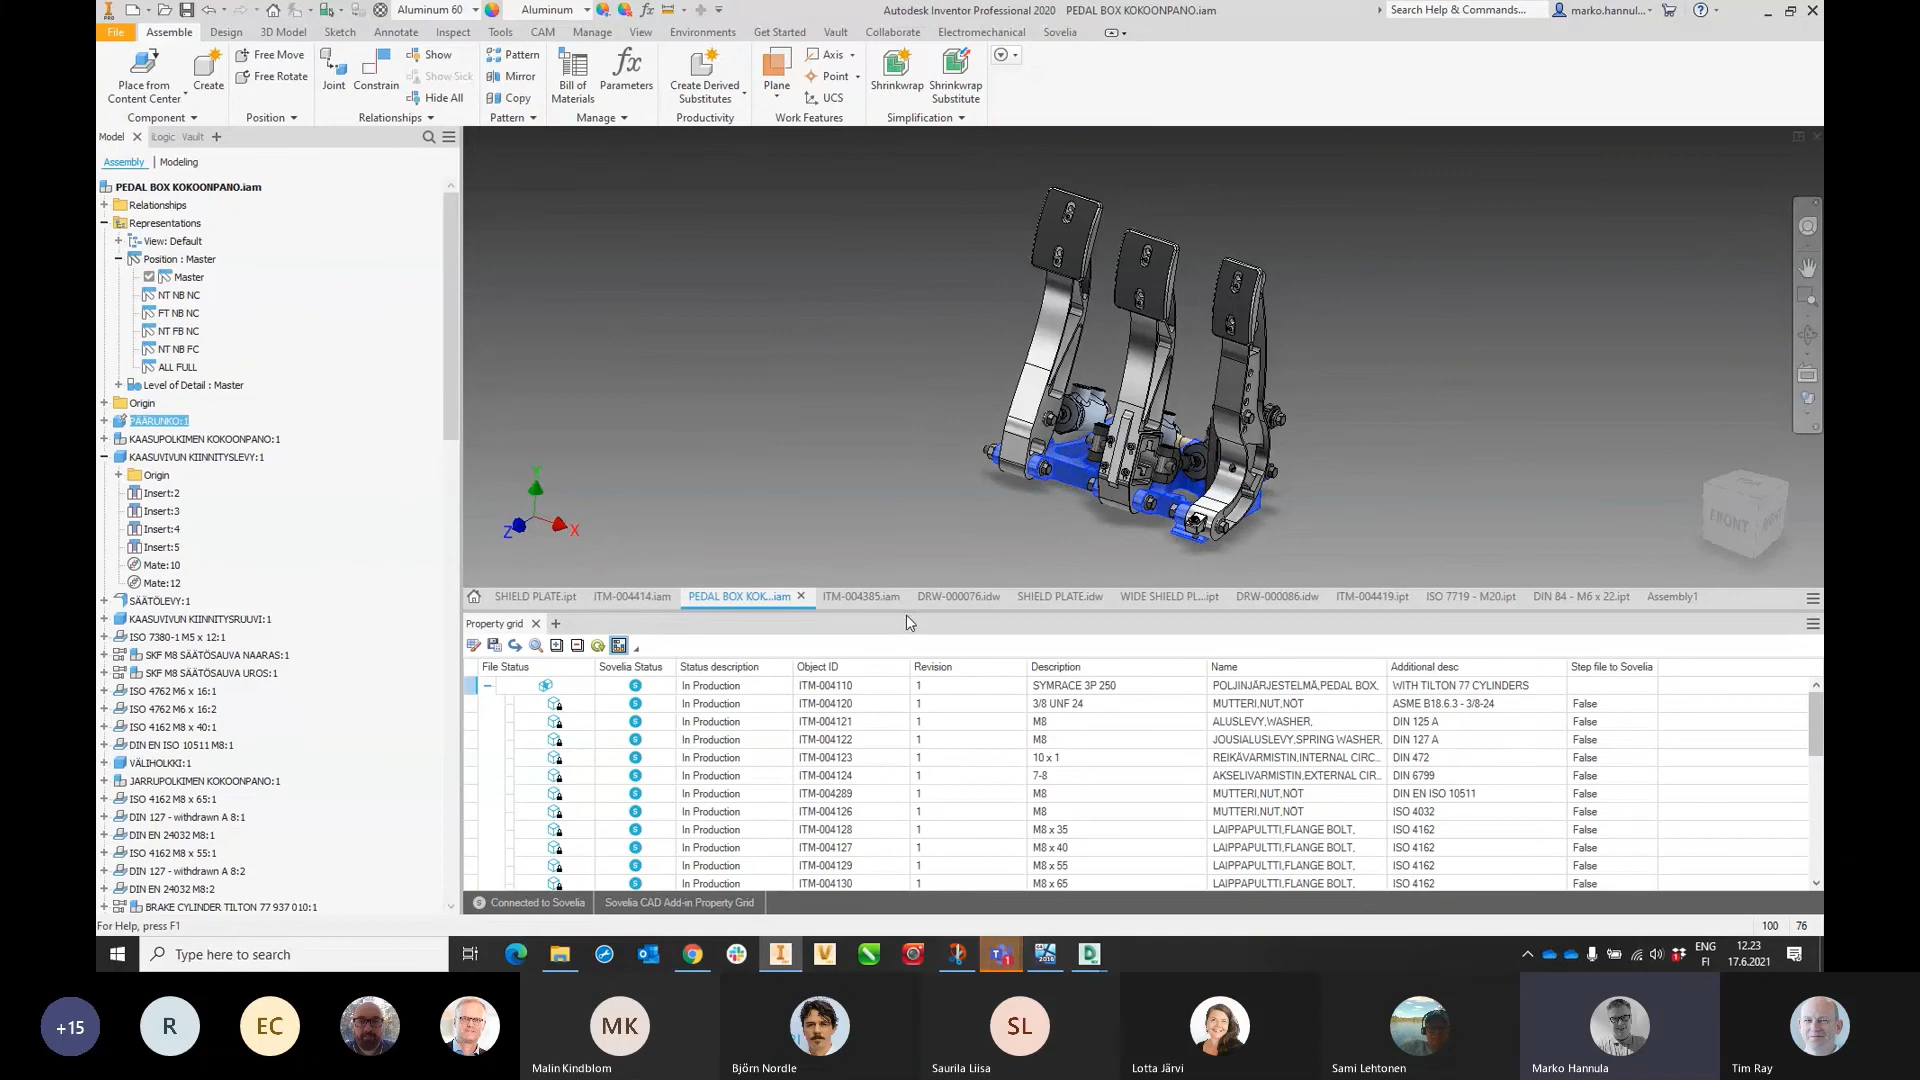 Aluminum 60
Aluminum
Autodesk Inventor Professional 2020 PEDAL BOX KOKOONPANO.iam
Search Help & Commands...
marko.hannul...
File
Assemble
Design
3D Model
Sketch
Annotate
Inspect
Tools
CAM
Manage
View
Environments
Get Started
Vault
Collaborate
Electromechanical
Sovelia
Place from
Content Center
Create
Free Move
Free Rotate
Joint
Constrain
Show
Show Sick
Hide All
Pattern
Mirror
Copy
Bill of
Materials
Parameters
Create Derived
Substitutes
Plane
Axis
Point
UCS
Shrinkwrap
Shrinkwrap
Substitute
Component
Position
Relationships
Pattern
Manage
Productivity
Work Features
Simplification
Model
iLogic
Vault
Assembly
Modeling
PEDAL BOX KOKOONPANO.iam
Relationships
Representations
View: Default
Position : Master
Master
NT NB NC
FT NB NC
NT FB NC
NT NB FC
ALL FULL
Level of Detail : Master
Origin
PÄÄRUNKO:1
KAASUPOLKIMEN KOKOONPANO:1
KAASUVIVUN KIINNITYSLEVY:1
Origin
Insert:2
Insert:3
Insert:4
Insert:5
Mate:10
Mate:12
SÄÄTÖLEVY:1
KAASUVIVUN KIINNITYSRUUVI:1
ISO 7380-1 M5 x 12:1
SKF M8 SÄÄTÖSAUVA NAARAS:1
SKF M8 SÄÄTÖSAUVA UROS:1
ISO 4762 M6 x 16:1
ISO 4762 M6 x 16:2
ISO 4162 M8 x 40:1
DIN EN ISO 10511 M8:1
VÄLIHOLKKI:1
JARRUPOLKIMEN KOKOONPANO:1
ISO 4162 M8 x 65:1
DIN 127 - withdrawn A 8:1
DIN EN 24032 M8:1
ISO 4162 M8 x 55:1
DIN 127 - withdrawn A 8:2
DIN EN 24032 M8:2
BRAKE CYLINDER TILTON 77 937 010:1
Y
Z
X
FRONT
RIGHT
SHIELD PLATE.ipt
ITM-004414.iam
PEDAL BOX KOK...iam
ITM-004385.iam
DRW-000076.idw
SHIELD PLATE.idw
WIDE SHIELD PL...ipt
DRW-000086.idw
ITM-004419.ipt
ISO 7719 - M20.ipt
DIN 84 - M6 x 22.ipt
Assembly1
Property grid
File Status Sovelia Status Status description Object ID Revision Description Name Additional desc Step file to Sovelia
In Production ITM-004110 1 SYMRACE 3P 250 POLJINJÄRJESTELMÄ,PEDAL BOX, WITH TILTON 77 CYLINDERS
In Production ITM-004120 1 3/8 UNF 24 MUTTERI,NUT,NÖT ASME B18.6.3 - 3/8-24 False
In Production ITM-004121 1 M8 ALUSLEVY,WASHER, DIN 125 A False
In Production ITM-004122 1 M8 JOUSIALUSLEVY,SPRING WASHER, DIN 127 A False
In Production ITM-004123 1 10 x 1 REIKÄVARMISTIN,INTERNAL CIRC... DIN 472 False
In Production ITM-004124 1 7-8 AKSELIVARMISTIN,EXTERNAL CIR... DIN 6799 False
In Production ITM-004289 1 M8 MUTTERI,NUT,NÖT DIN EN ISO 10511 False
In Production ITM-004126 1 M8 MUTTERI,NUT,NÖT ISO 4032 False
In Production ITM-004128 1 M8 x 35 LAIPPAPULTTI,FLANGE BOLT, ISO 4162 False
In Production ITM-004127 1 M8 x 40 LAIPPAPULTTI,FLANGE BOLT, ISO 4162 False
In Production ITM-004129 1 M8 x 55 LAIPPAPULTTI,FLANGE BOLT, ISO 4162 False
In Production ITM-004130 1 M8 x 65 LAIPPAPULTTI,FLANGE BOLT, ISO 4162 False
Connected to Sovelia
Sovelia CAD Add-in Property Grid
For Help, press F1
100 76
Type here to search
ENG
FI
12.23
17.6.2021
+15
R
EC
MK
SL
Malin Kindblom
Björn Nordle
Saurila Liisa
Lotta Järvi
Sami Lehtonen
Marko Hannula
Tim Ray